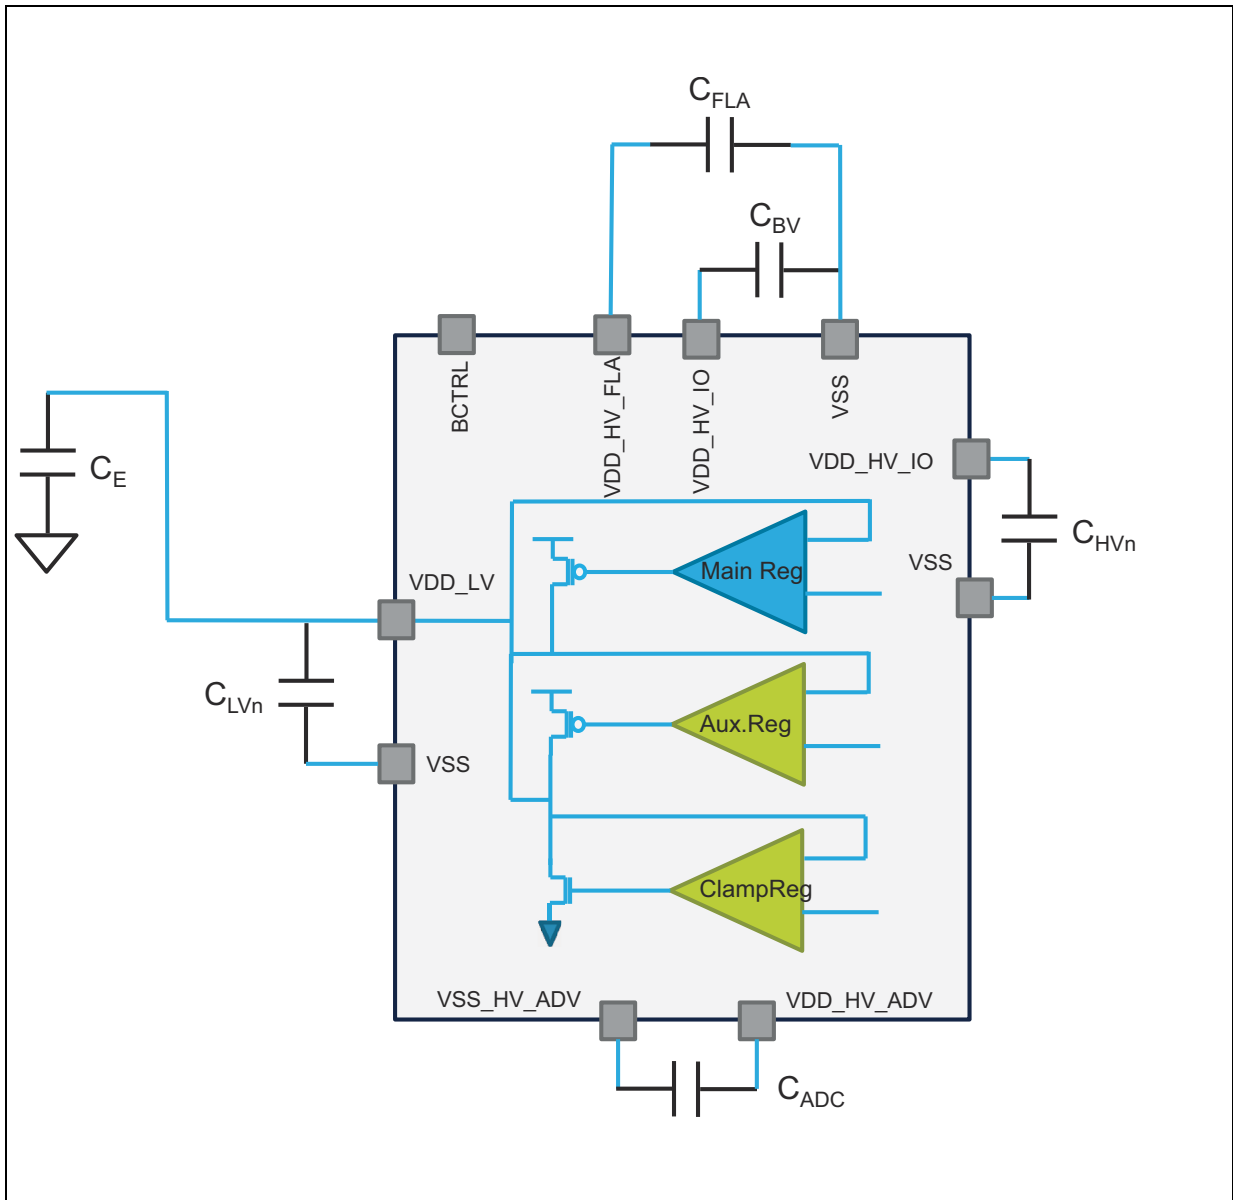 CFLA
CBV
BCTRL
VDD_HV_FLA
VDD_HV_IO
VSS
CE
VDD_HV_IO
CHVn
VSS
Main Reg
VDD_LV
CLVn
Aux.Reg
VSS
ClampReg
VSS_HV_ADV
VDD_HV_ADV
CADC